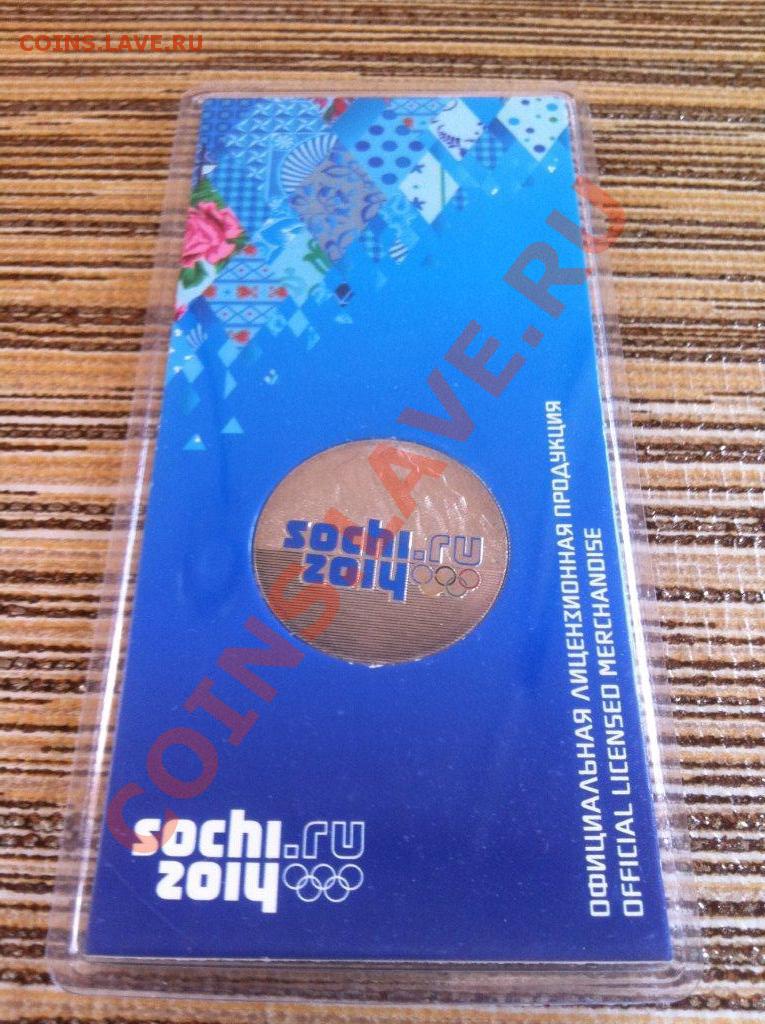 COINS.LAVE.RU
COINS.LAVE.RU
sochi.ru
2014
ОФИЦИАЛЬНАЯ ЛИЦЕНЗИОННАЯ ПРОДУКЦИЯ
OFFICIAL LICENSED MERCHANDISE
sochi.ru
2014